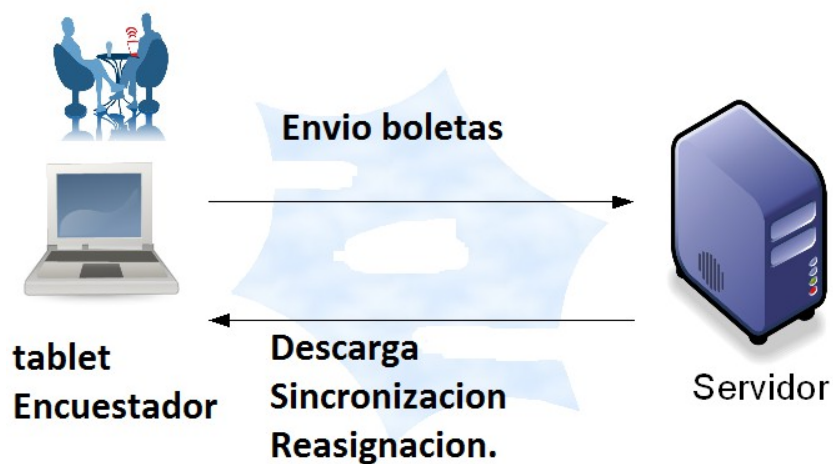 Envio boletas
tablet
Encuestador
Descarga
Sincronizacion
Reasignacion.
Servidor